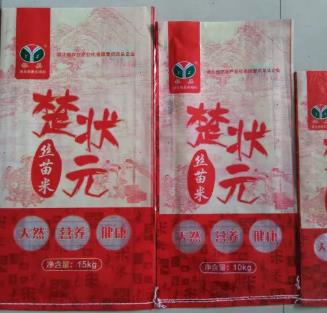 楚状元
丝苗米
天然 营养 健康
净含量：15kg
楚状元
丝苗米
天然 营养 健康
净含量：10kg